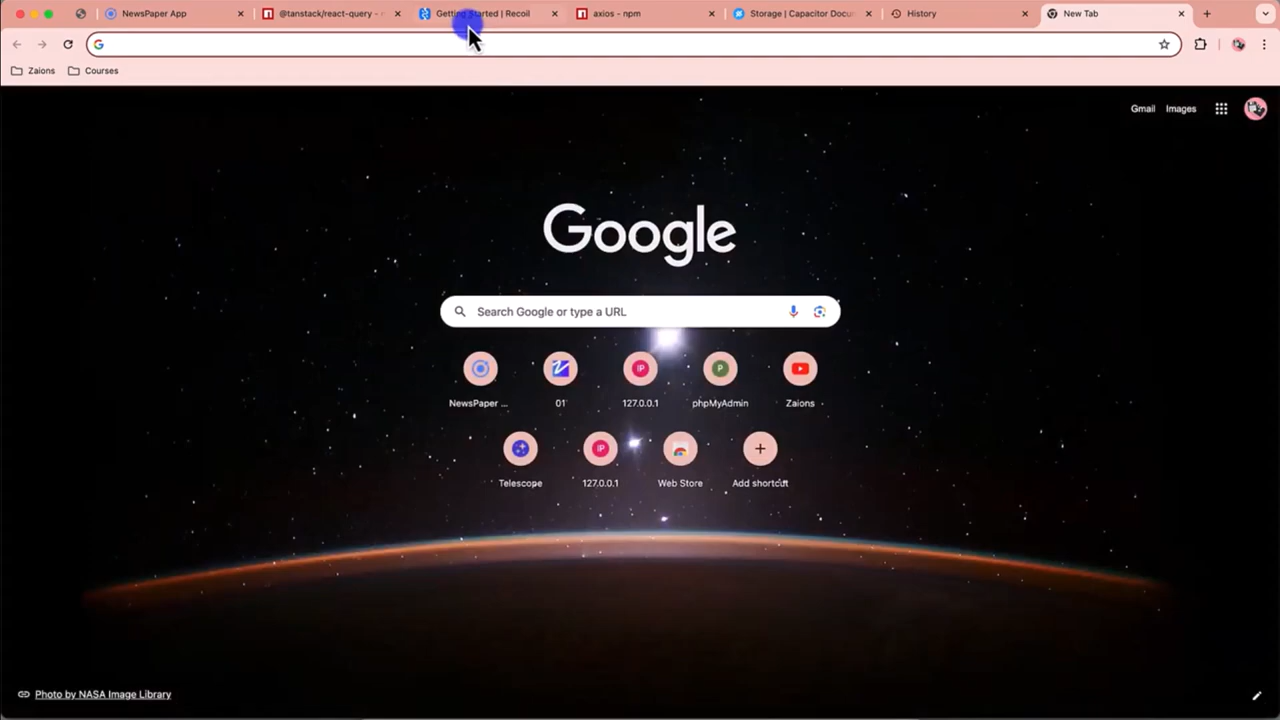 NewsPaper App
@tanstack/react-query - n
Getting Started | Recoil
axios - npm
Storage | Capacitor Docu
History
New Tab
Zaions
Courses
Gmail
Images
Google
Search Google or type a URL
NewsPaper ...
01
127.0.0.1
phpMyAdmin
Zaions
Telescope
127.0.0.1
Web Store
Add shortcut
Photo by NASA Image Library